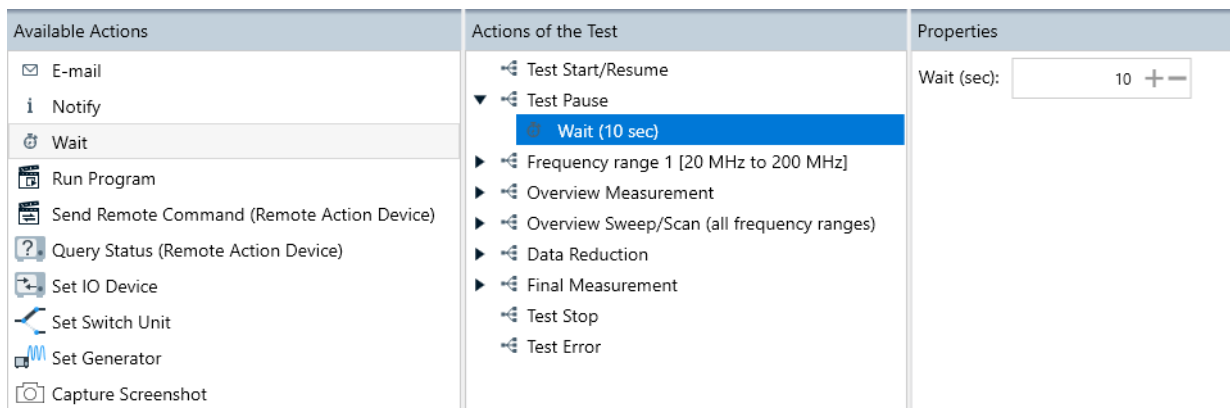 Available Actions
E-mail
Notify
Wait
Run Program
Send Remote Command (Remote Action Device)
Query Status (Remote Action Device)
Set IO Device
Set Switch Unit
Set Generator
Capture Screenshot
Actions of the Test
Test Start/Resume
Test Pause
Wait (10 sec)
Frequency range 1 [20 MHz to 200 MHz]
Overview Measurement
Overview Sweep/Scan (all frequency ranges)
Data Reduction
Final Measurement
Test Stop
Test Error
Properties
Wait (sec): 10